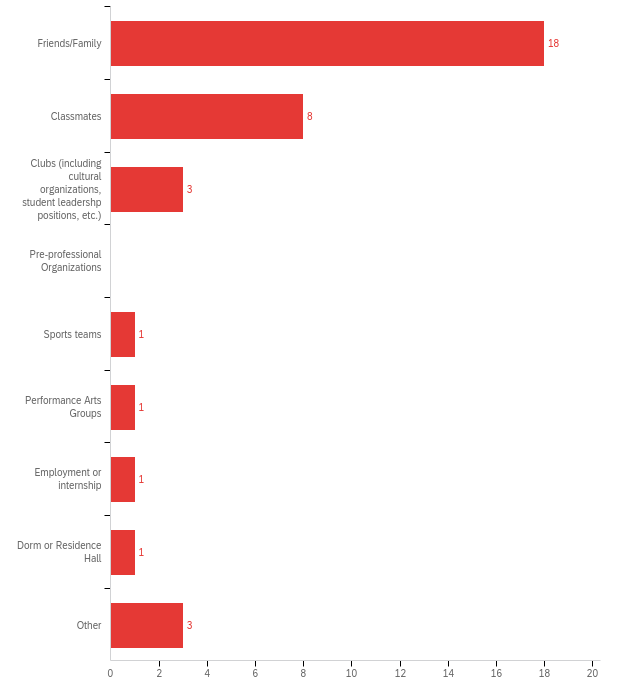 Friends/Family
18
Classmates
8
Clubs (including
cultural
organizations,
student leadershp
positions, etc.)
3
Pre-professional
Organizations
Sports teams
1
Performance Arts
Groups
1
Employment or
internship
1
Dorm or Residence
Hall
1
Other
3
0 2 4 6 8 10 12 14 16 18 20